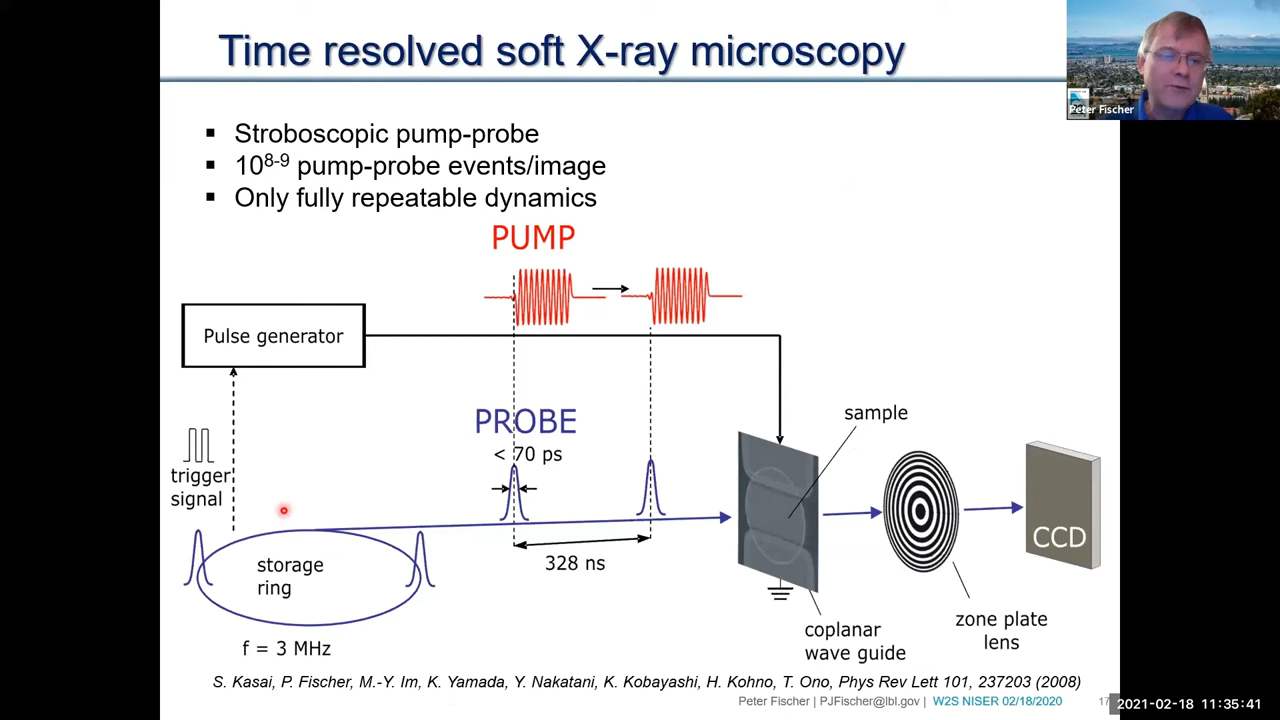 Time resolved soft X-ray microscopy
Peter Fischer
▪ Stroboscopic pump-probe
▪ 10⁸⁻⁹ pump-probe events/image
▪ Only fully repeatable dynamics
PUMP
Pulse generator
PROBE
< 70 ps
sample
trigger
signal
328 ns
CCD
storage
ring
f = 3 MHz
coplanar
wave guide
zone plate
lens
S. Kasai, P. Fischer, M.-Y. Im, K. Yamada, Y. Nakatani, K. Kobayashi, H. Kohno, T. Ono, Phys Rev Lett 101, 237203 (2008)
Peter Fischer | PJFischer@lbl.gov | W2S NISER 02/18/2020
17
2021-02-18 11:35:41